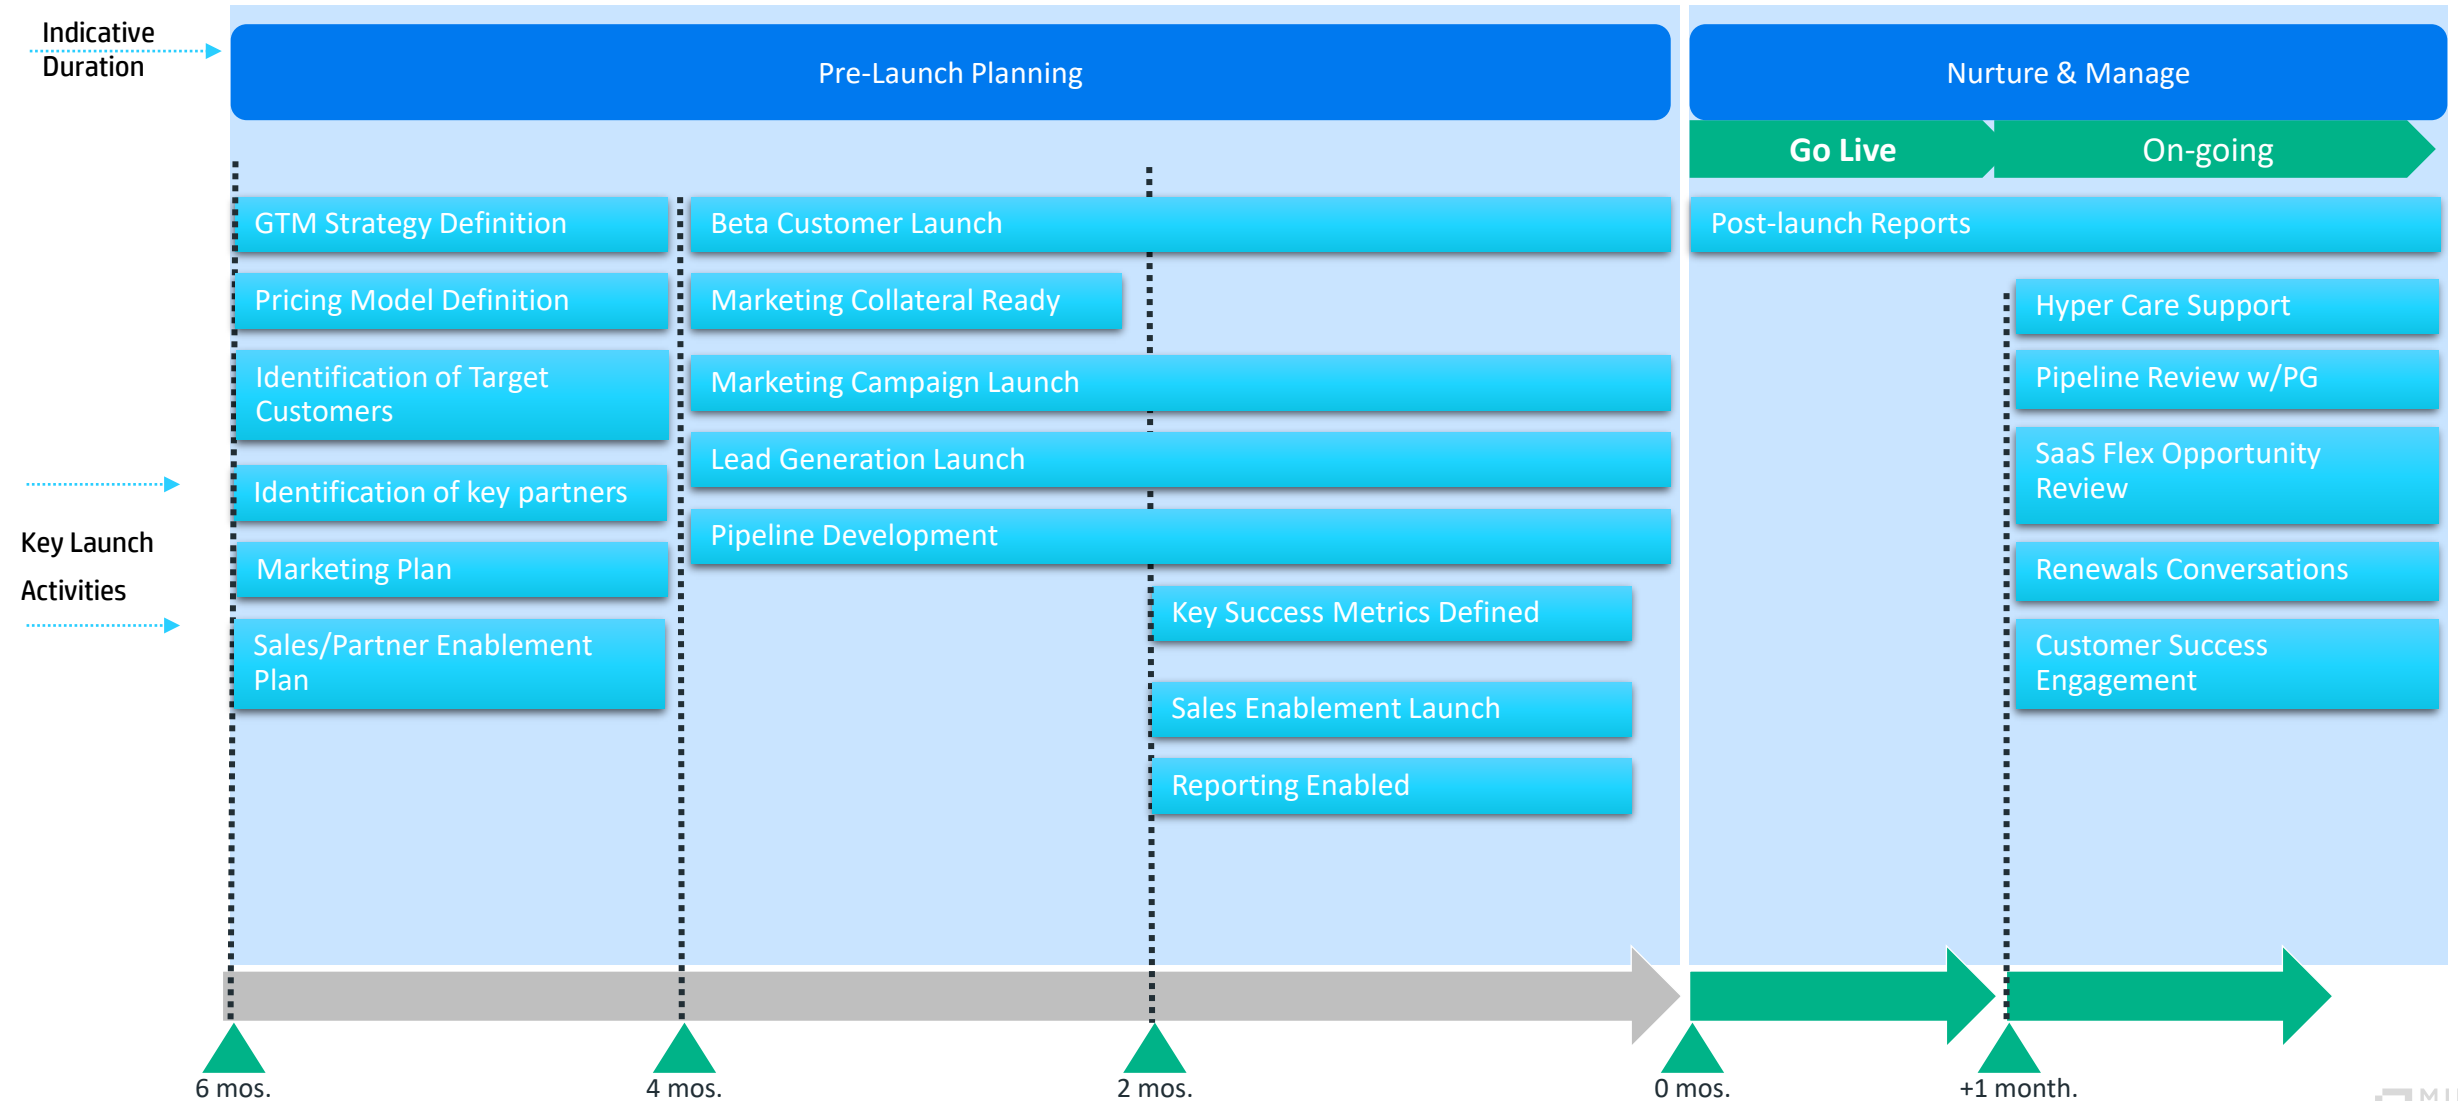 Indicative
Duration
Pre-Launch Planning
Nurture & Manage
Go Live
On-going
GTM Strategy Definition
Beta Customer Launch
Post-launch Reports
Pricing Model Definition
Marketing Collateral Ready
Hyper Care Support
Identification of Target
Customers
Marketing Campaign Launch
Pipeline Review w/PG
Identification of key partners
Lead Generation Launch
SaaS Flex Opportunity
Review
Key Launch
Activities
Marketing Plan
Pipeline Development
Renewals Conversations
Sales/Partner Enablement
Plan
Key Success Metrics Defined
Customer Success
Engagement
Sales Enablement Launch
Reporting Enabled
6 mos.
4 mos.
2 mos.
0 mos.
+1 month.